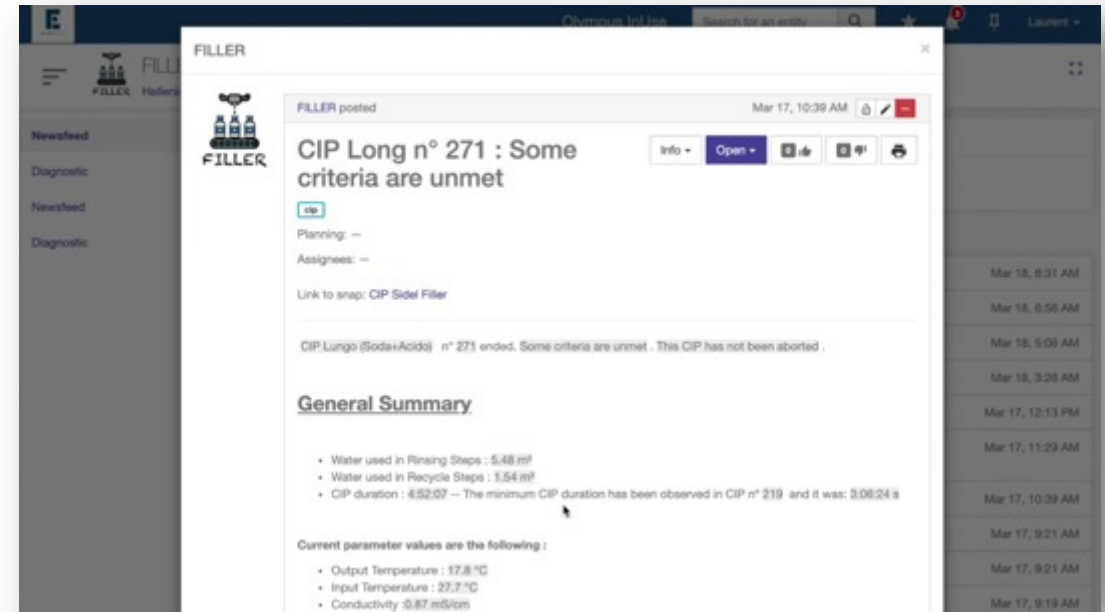 E
Olympus InUse
Search for an entity
3
Laurent
FILLER
×
FILL
FILLER
Helleni
Newsfeed
Diagnostic
Newsfeed
Diagnostic
FILLER
FILLER posted
Mar 17, 10:39 AM
CIP Long n° 271 : Some
criteria are unmet
Info
Open
0
0
cip
Planning: --
Assignees: --
Link to snap: CIP Sidel Filler
CIP Lungo (Soda+Acido) n° 271 ended. Some criteria are unmet . This CIP has not been aborted .
General Summary
• Water used in Rinsing Steps : 5.48 m³
• Water used in Recycle Steps : 1.54 m³
• CIP duration : 4:52:07 -- The minimum CIP duration has been observed in CIP n° 219 and it was: 3:06:24 s
Current parameter values are the following :
• Output Temperature : 17.8 °C
• Input Temperature : 27.7 °C
• Conductivity :0.87 mS/cm
Mar 18, 8:31 AM
Mar 18, 6:56 AM
Mar 18, 5:06 AM
Mar 18, 3:26 AM
Mar 17, 12:13 PM
Mar 17, 11:29 AM
Mar 17, 10:39 AM
Mar 17, 9:21 AM
Mar 17, 9:21 AM
Mar 17, 9:19 AM